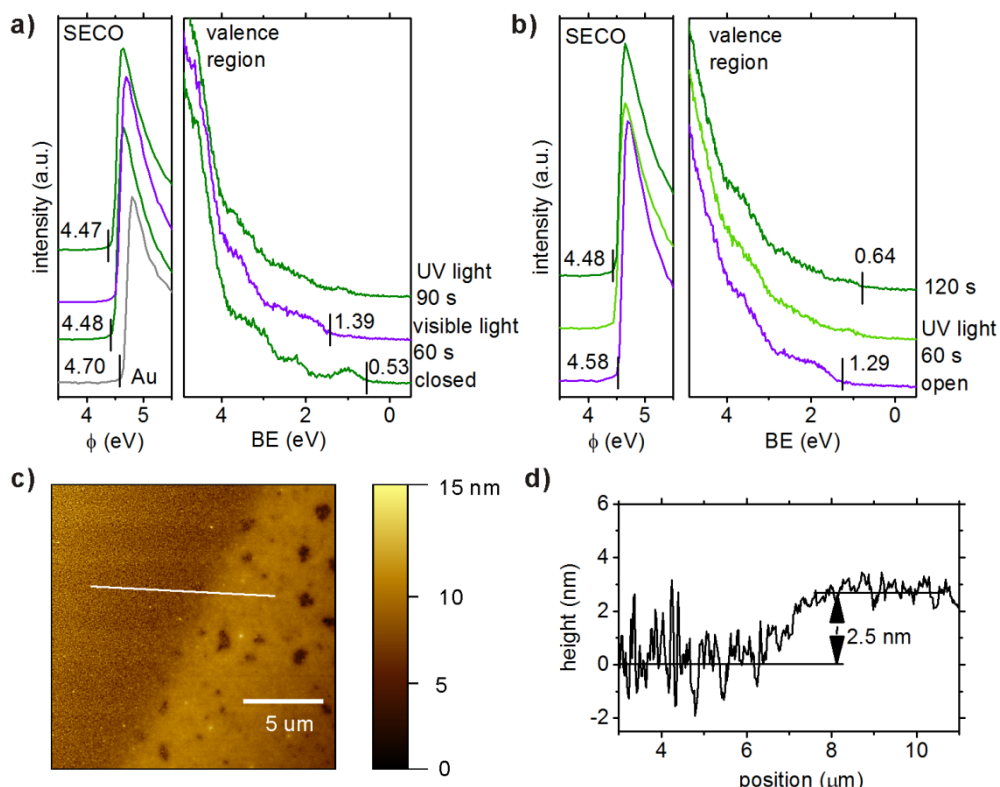 a)
SECO
valence
region
intensity (a.u.)
4.47
4.48
4.70
Au
1.39
0.53
UV light
90 s
visible light
60 s
closed
4 5
4 2 0
ϕ (eV)
BE (eV)
b)
SECO
valence
region
intensity (a.u.)
4.48
4.58
0.64
1.29
120 s
UV light
60 s
open
4 5
4 2 0
ϕ (eV)
BE (eV)
c)
15 nm
10
5
0
5 um
d)
height (nm)
6
4
2
0
-2
2.5 nm
4 6 8 10
position (μm)